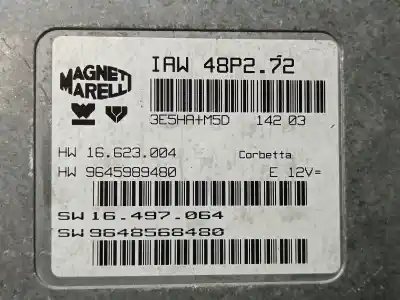 MAGNETI MARELLI
IAW 48P2.72
3E5HA+M5D 142 03
HW 16.623.004 Corbetta
HW 9645989480 E 12V=
SW 16.497.064
SW 9648568480